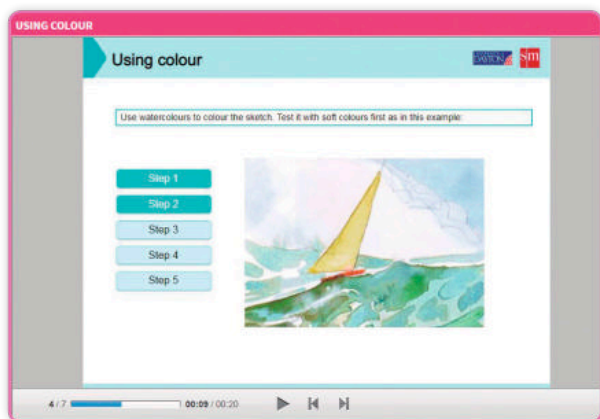 USING COLOUR
Using colour
DAYTON
sm
Use watercolours to colour the sketch. Test it with soft colours first as in this example:
Step 1
Step 2
Step 3
Step 4
Step 5
4 / 7
00:09 / 00:20